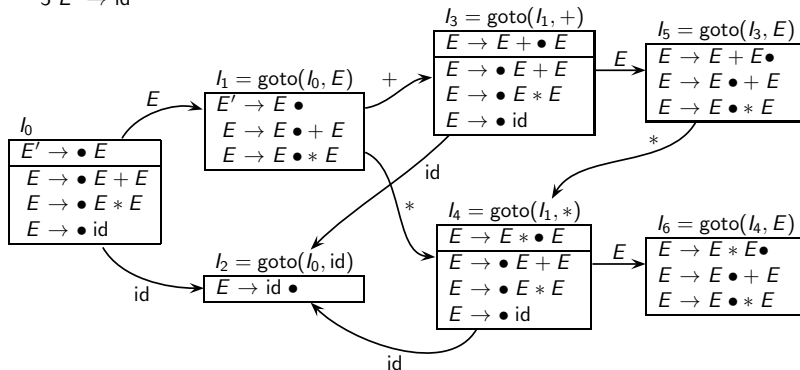 3 E → id
I0
E′ → • E
E → • E + E
E → • E ∗ E
E → • id
E
id
I1 = goto(I0, E)
E′ → E •
E → E • + E
E → E • ∗ E
+
∗
I2 = goto(I0, id)
E → id •
I3 = goto(I1, +)
E → E + • E
E → • E + E
E → • E ∗ E
E → • id
id
E
I4 = goto(I1, ∗)
E → E ∗ • E
E → • E + E
E → • E ∗ E
E → • id
id
E
I5 = goto(I3, E)
E → E + E•
E → E • + E
E → E • ∗ E
∗
I6 = goto(I4, E)
E → E ∗ E•
E → E • + E
E → E • ∗ E